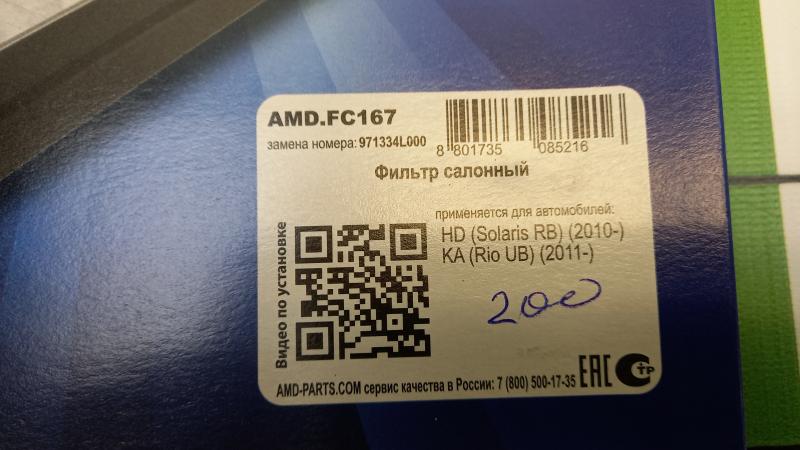 AMD.FC167
замена номера: 971334L000
8 801735 085216
Фильтр салонный
применяется для автомобилей:
HD (Solaris RB) (2010-)
KA (Rio UB) (2011-)
200
Видео по установке
AMD-PARTS.COM сервис качества в России: 7 (800) 500-17-35 EAC СТР